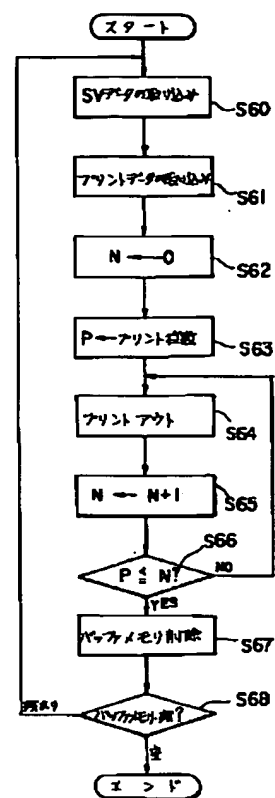 スタート
SVデータの取り込み
S60
プリントデータの取り込み
S61
N ← 0
S62
P ← プリント枚数
S63
プリントアウト
S64
N ← N+1
S65
P ≦ N?
S66
NO
YES
バッファメモリ削除
S67
バッファメモリ?
S68
空
エンド